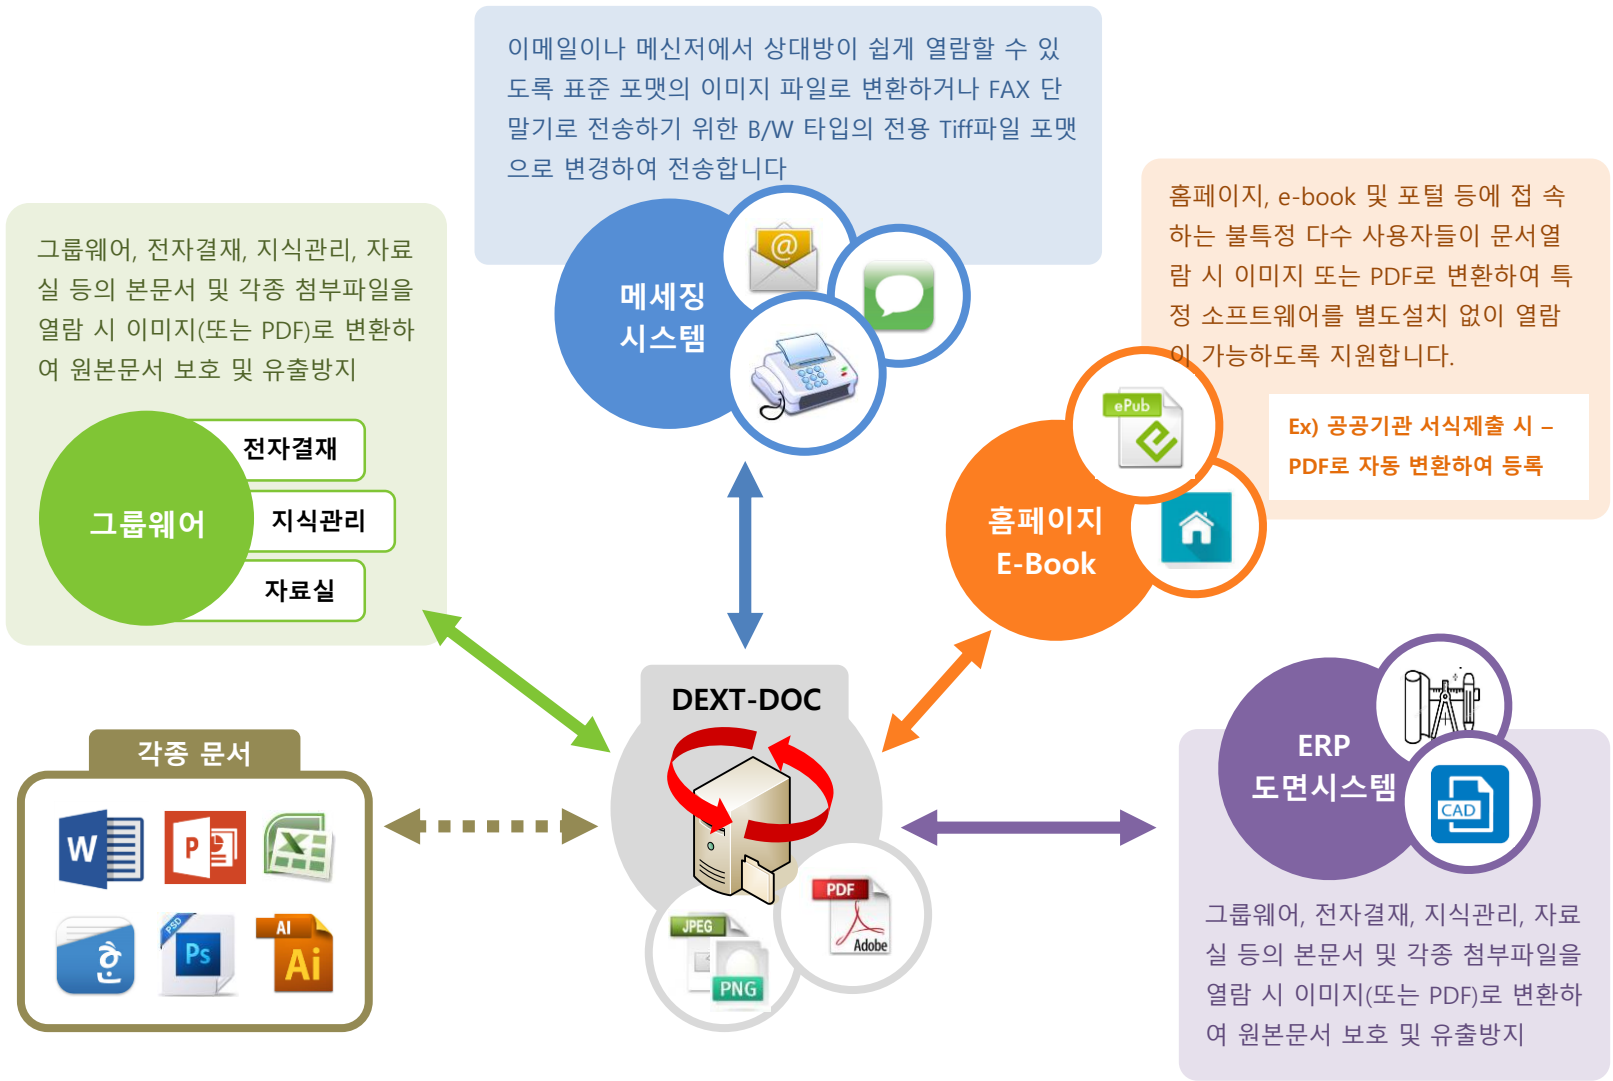 이메일이나 메신저에서 상대방이 쉽게 열람할 수 있
도록 표준 포맷의 이미지 파일로 변환하거나 FAX 단
말기로 전송하기 위한 B/W 타입의 전용 Tiff파일 포맷
으로 변경하여 전송합니다
메세징
시스템
홈페이지, e-book 및 포털 등에 접 속
하는 불특정 다수 사용자들이 문서열
람 시 이미지 또는 PDF로 변환하여 특
정 소프트웨어를 별도설치 없이 열람
이 가능하도록 지원합니다.
Ex) 공공기관 서식제출 시 –
PDF로 자동 변환하여 등록
ePub
홈페이지
E-Book
그룹웨어, 전자결재, 지식관리, 자료
실 등의 본문서 및 각종 첨부파일을
열람 시 이미지(또는 PDF)로 변환하
여 원본문서 보호 및 유출방지
그룹웨어
전자결재
지식관리
자료실
DEXT-DOC
JPEG
PNG
PDF
Adobe
각종 문서
W
P
X
한
PSD
Ps
AI
Ai
ERP
도면시스템
CAD
그룹웨어, 전자결재, 지식관리, 자료
실 등의 본문서 및 각종 첨부파일을
열람 시 이미지(또는 PDF)로 변환하
여 원본문서 보호 및 유출방지